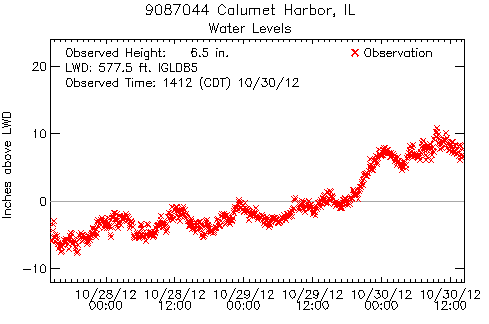 9087044 Calumet Harbor, IL
Water Levels
Observed Height: 6.5 in.
Observation
LWD: 577.5 ft. IGLD85
Observed Time: 1412 (CDT) 10/30/12
Inches above LWD
20
10
0
-10
10/28/12 10/28/12 10/29/12 10/29/12 10/30/12 10/30/12
00:00 12:00 00:00 12:00 00:00 12:00